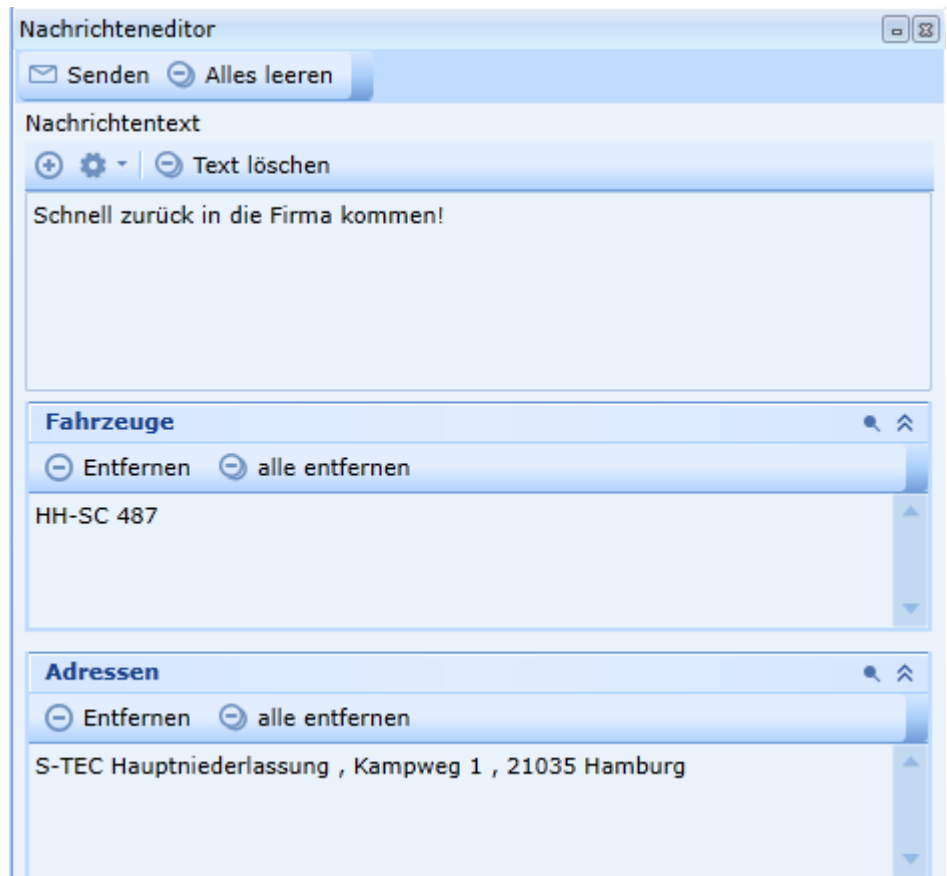 Nachrichteneditor
Senden Alles leeren
Nachrichtentext
Text löschen
Schnell zurück in die Firma kommen!
Fahrzeuge
Entfernen alle entfernen
HH-SC 487
Adressen
Entfernen alle entfernen
S-TEC Hauptniederlassung , Kampweg 1 , 21035 Hamburg